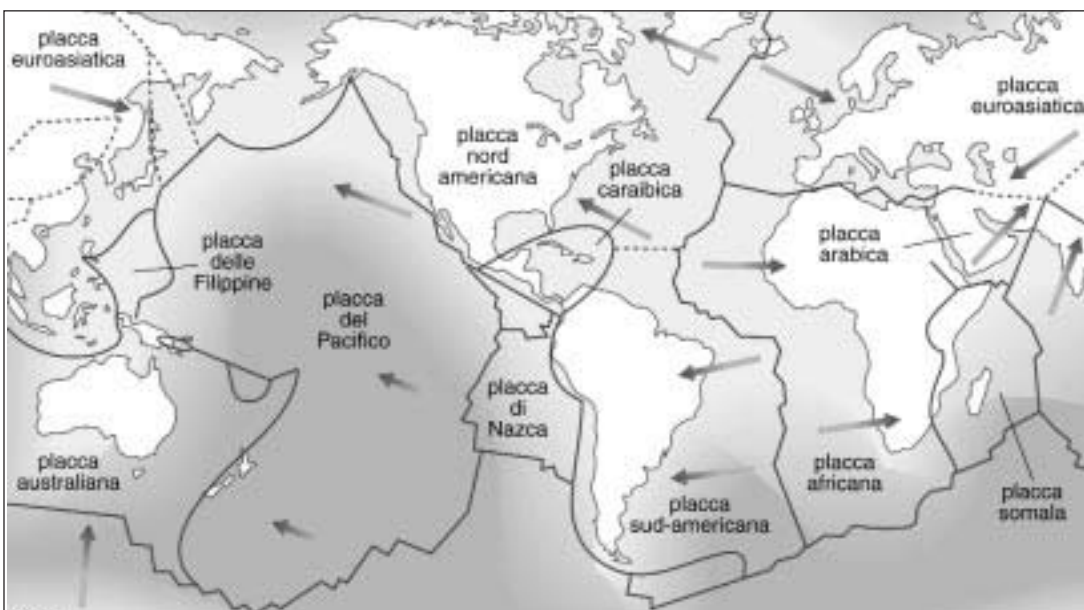 placca
euroasiatica
placca
nord
americana
placca
caraibica
placca
euroasiatica
placca
delle
Filippine
placca
del
Pacifico
placca
arabica
placca
di
Nazca
placca
australiana
placca
sud-americana
placca
africana
placca
somala